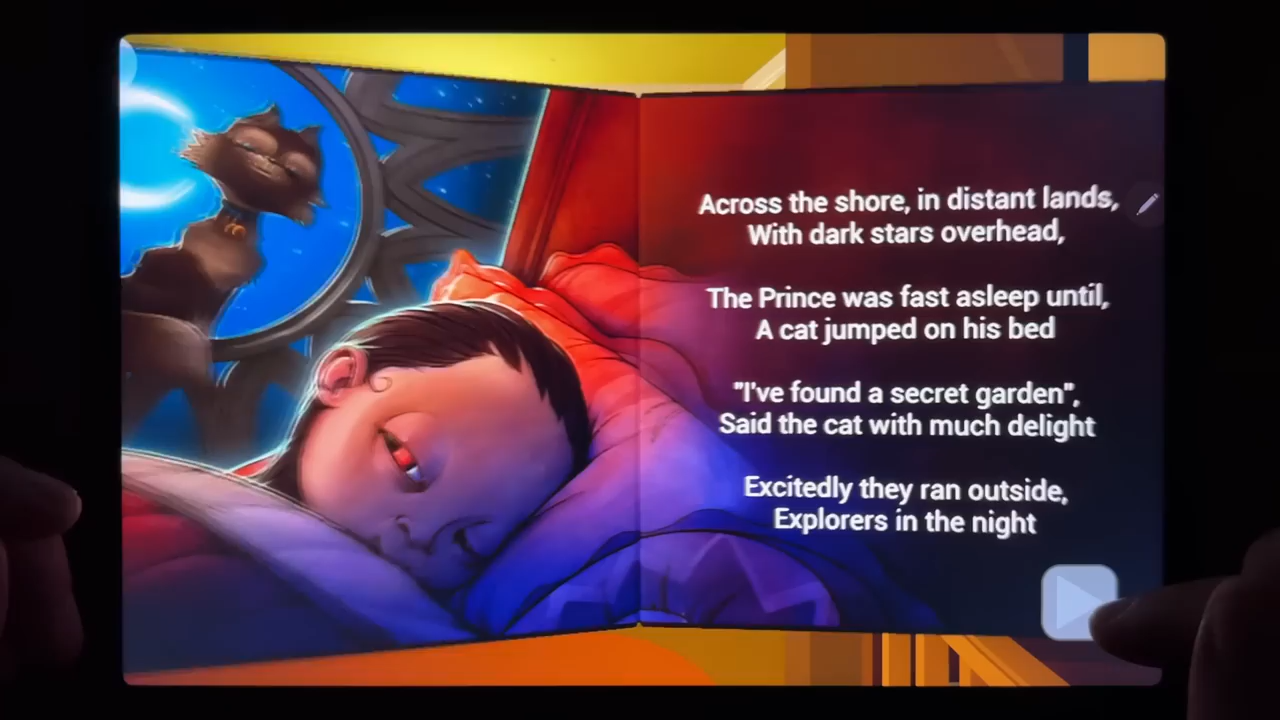 Across the shore, in distant lands,
With dark stars overhead,
The Prince was fast asleep until,
A cat jumped on his bed
"I've found a secret garden",
Said the cat with much delight
Excitedly they ran outside,
Explorers in the night